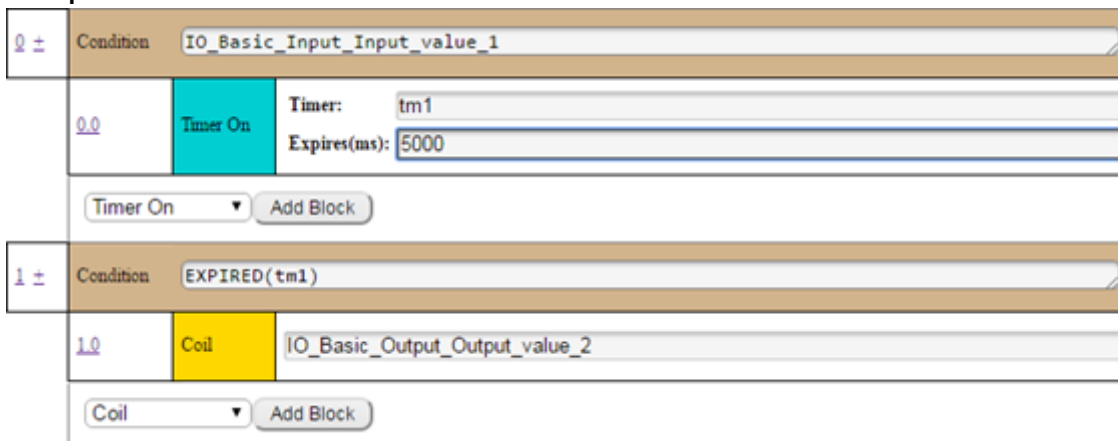 0 ± Condition IO_Basic_Input_Input_value_1
0.0 Timer On Timer: tm1
Expires(ms): 5000
Timer On Add Block
1 ± Condition EXPIRED(tm1)
1.0 Coil IO_Basic_Output_Output_value_2
Coil Add Block